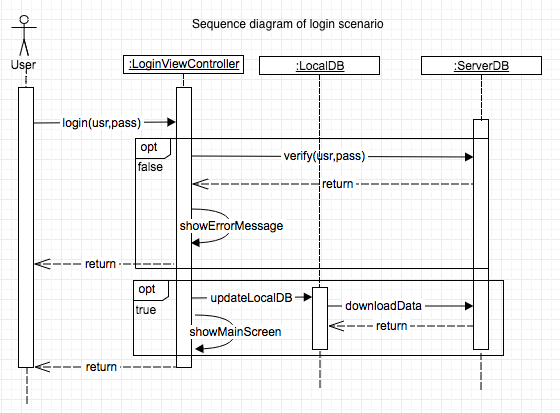 Sequence diagram of login scenario
User
:LoginViewController
:LocalDB
:ServerDB
login(usr,pass)
opt
false
verify(usr,pass)
return
showErrorMessage
return
opt
true
updateLocalDB
downloadData
return
showMainScreen
return